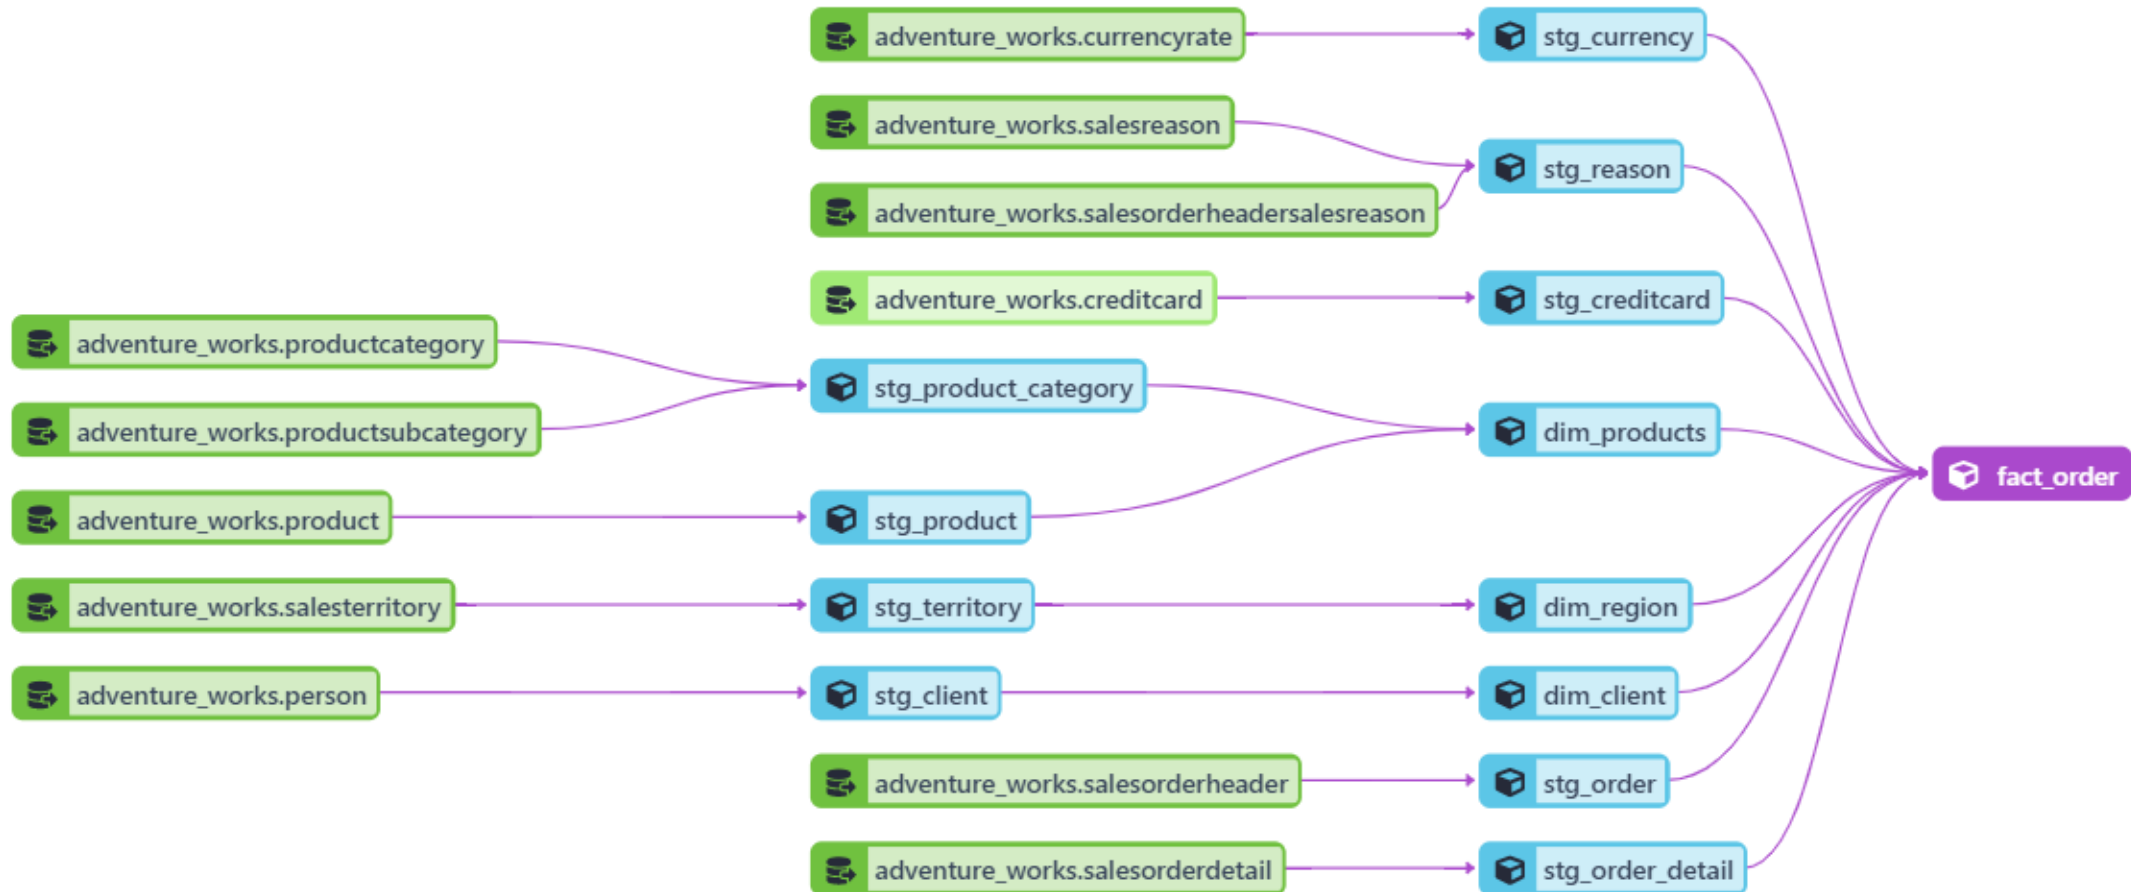 adventure_works.currencyrate
stg_currency
adventure_works.salesreason
stg_reason
adventure_works.salesorderheadersalesreason
adventure_works.creditcard
stg_creditcard
adventure_works.productcategory
stg_product_category
adventure_works.productsubcategory
dim_products
fact_order
adventure_works.product
stg_product
adventure_works.salesterritory
stg_territory
dim_region
adventure_works.person
stg_client
dim_client
adventure_works.salesorderheader
stg_order
adventure_works.salesorderdetail
stg_order_detail